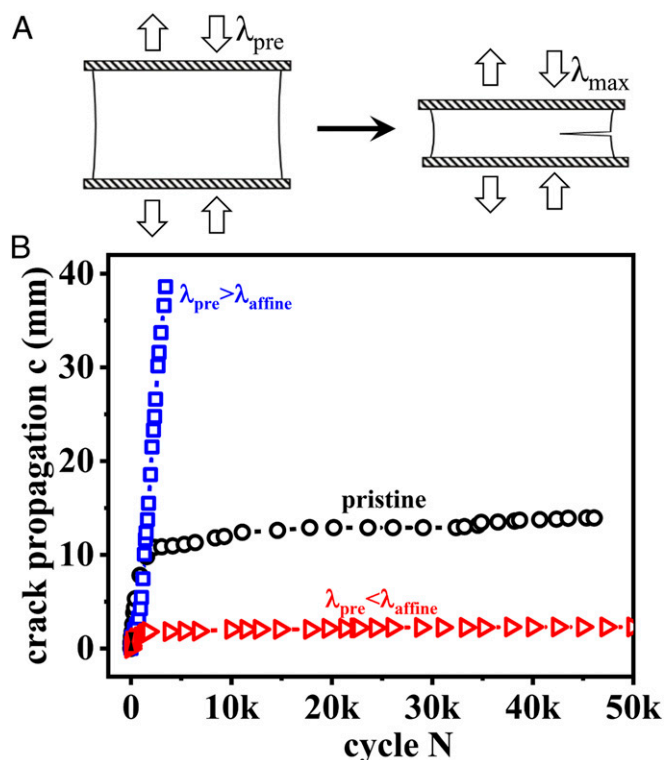 A
λpre
λmax
B
crack propagation c (mm)
40
30
20
10
0
λpre>λaffine
pristine
λpre<λaffine
0 10k 20k 30k 40k 50k
cycle N